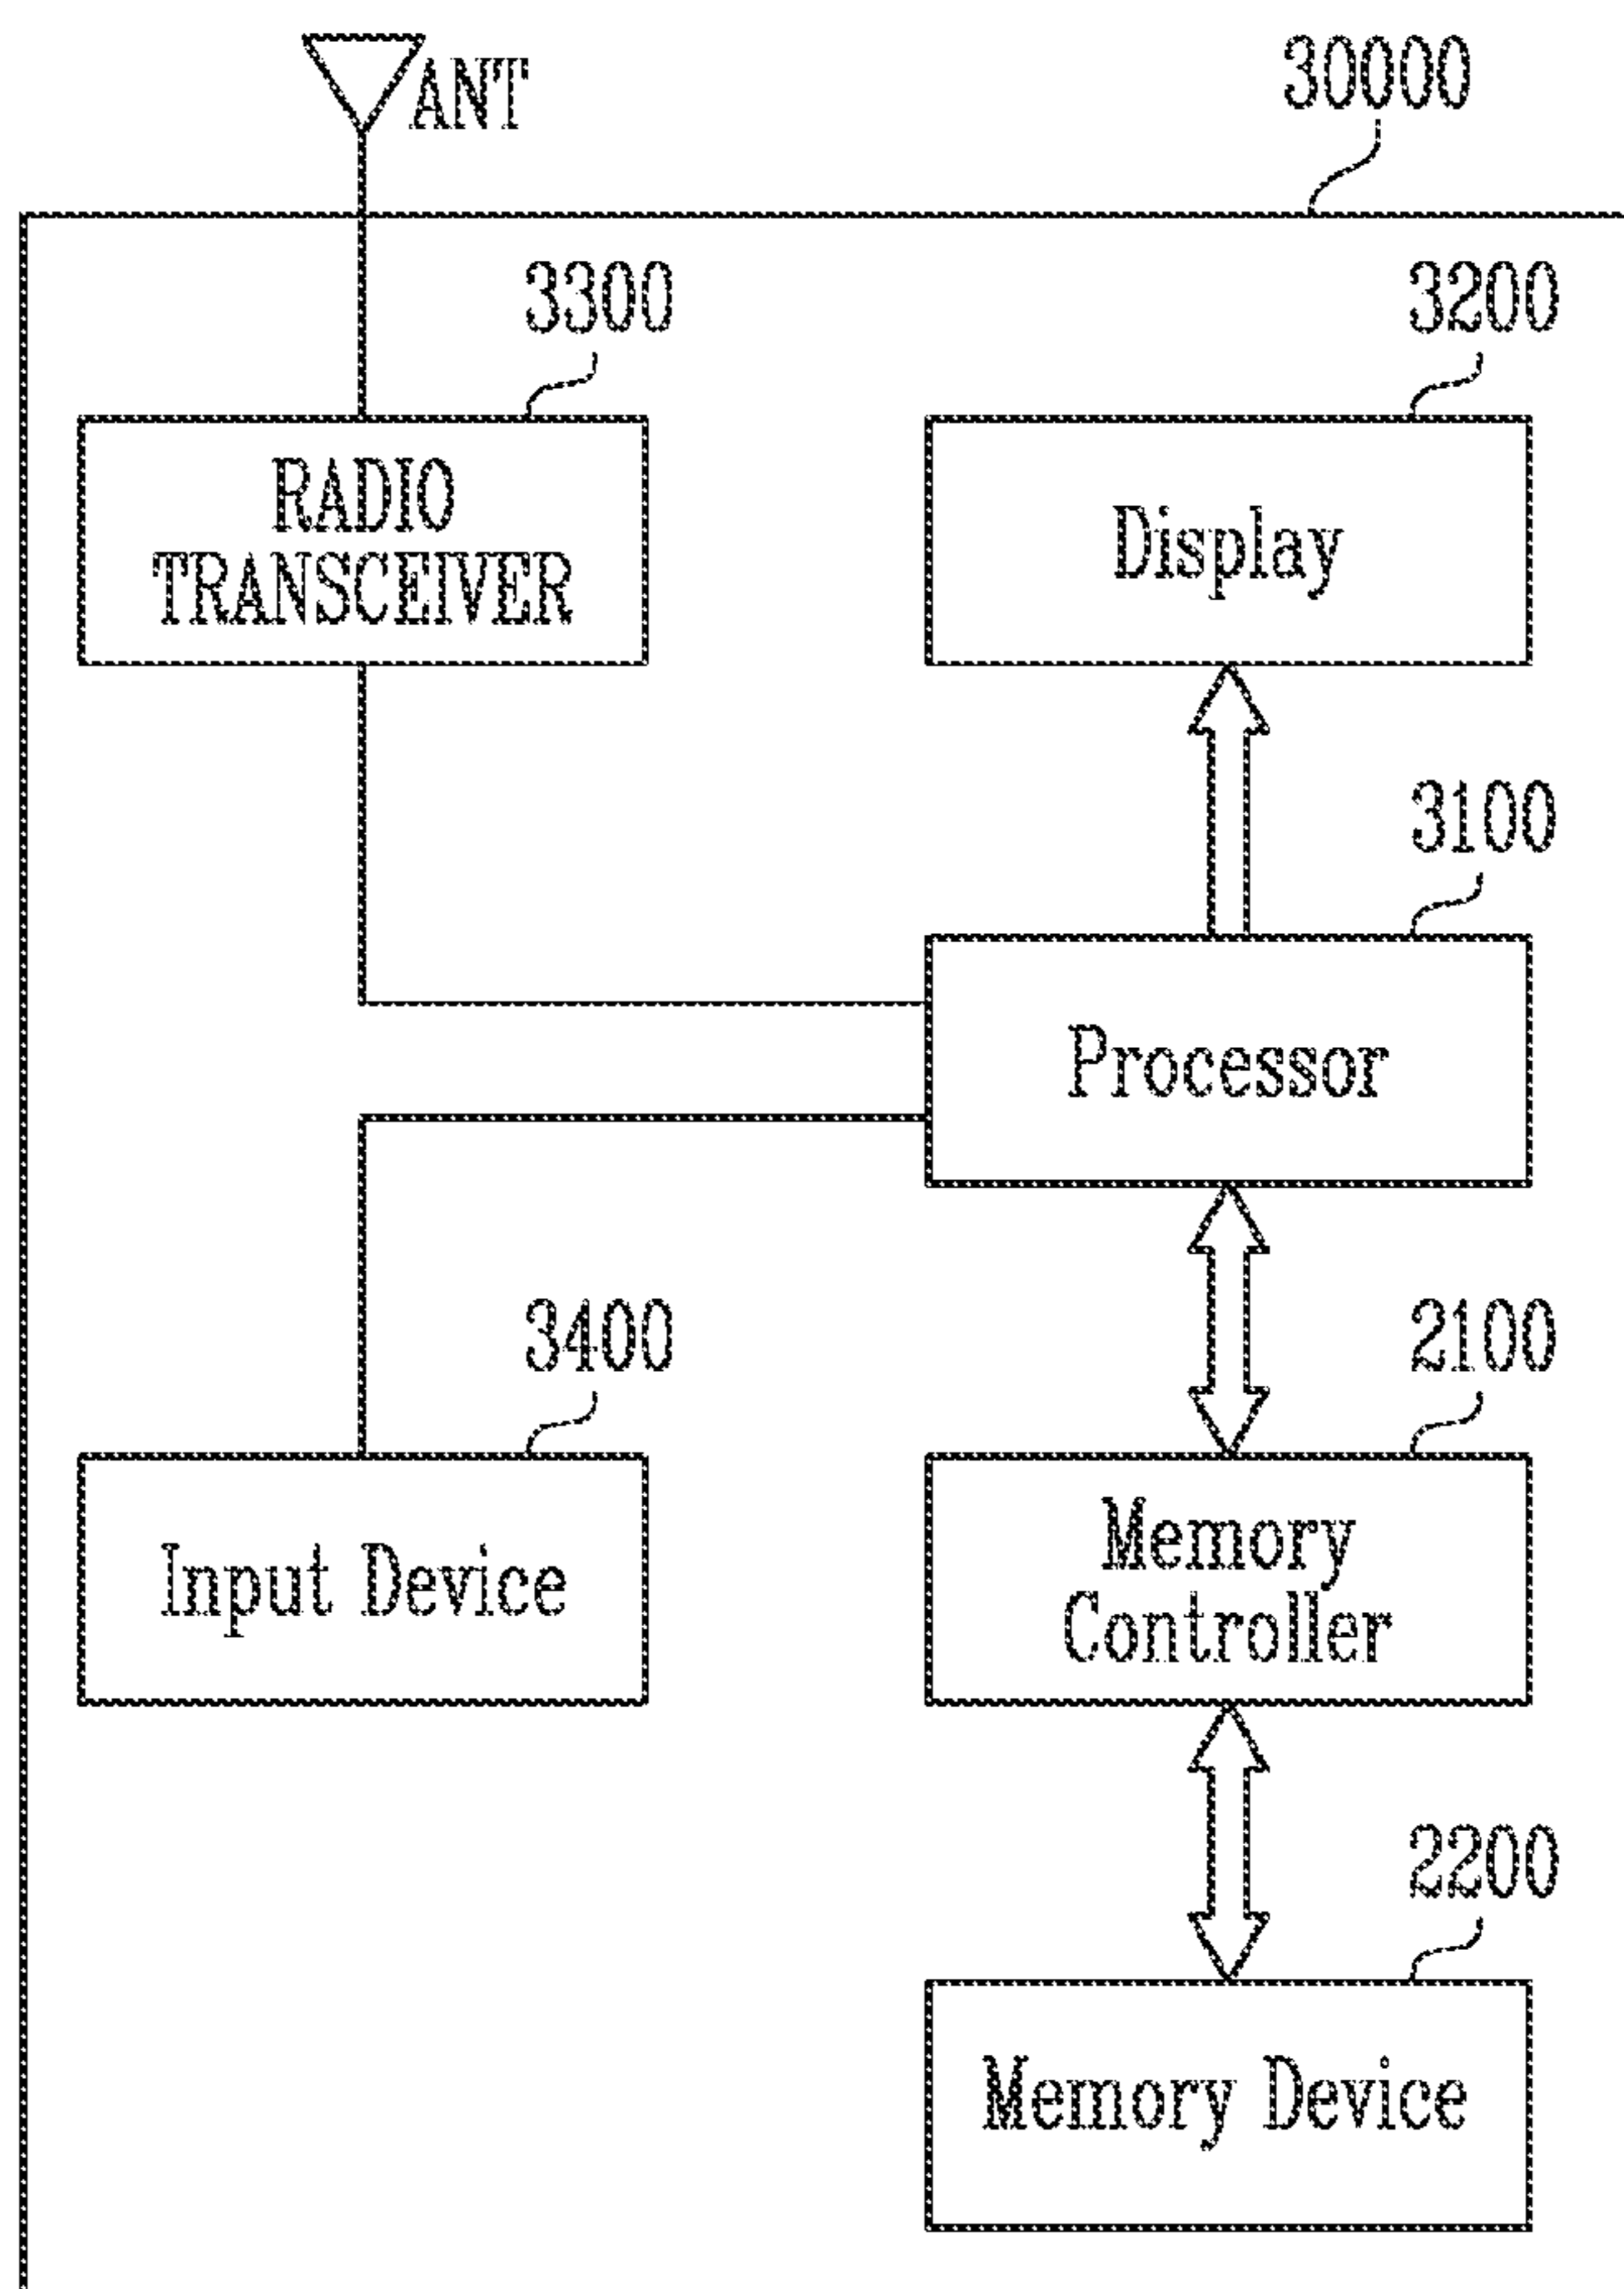 ANT
30000
3300
3200
RADIO
TRANSCEIVER
Display
3100
Processor
3400
2100
Input Device
Memory
Controller
2200
Memory Device